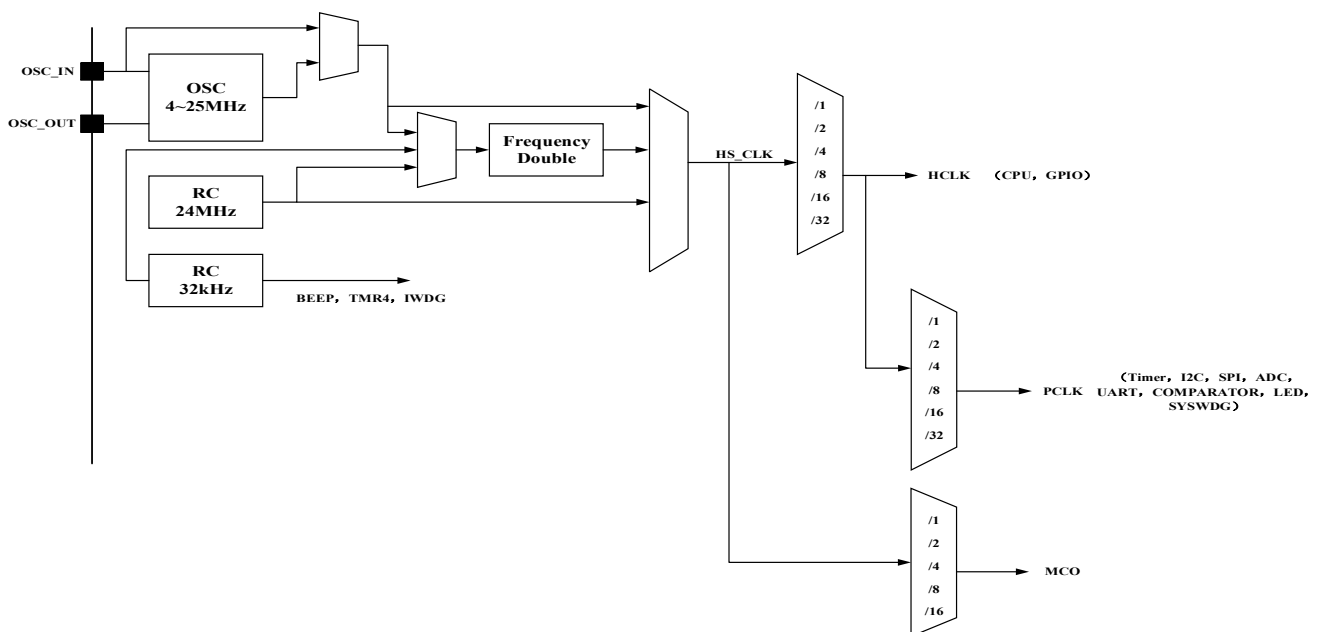 OSC_IN
OSC_OUT
OSC
4~25MHz
RC
24MHz
RC
32kHz
BEEP，TMR4，IWDG
Frequency
Double
HS_CLK
/1
/2
/4
/8
/16
/32
HCLK （CPU，GPIO）
/1
/2
/4
/8
/16
/32
PCLK
（Timer，I2C，SPI，ADC，
UART，COMPARATOR，LED，
SYSWDG）
/1
/2
/4
/8
/16
MCO